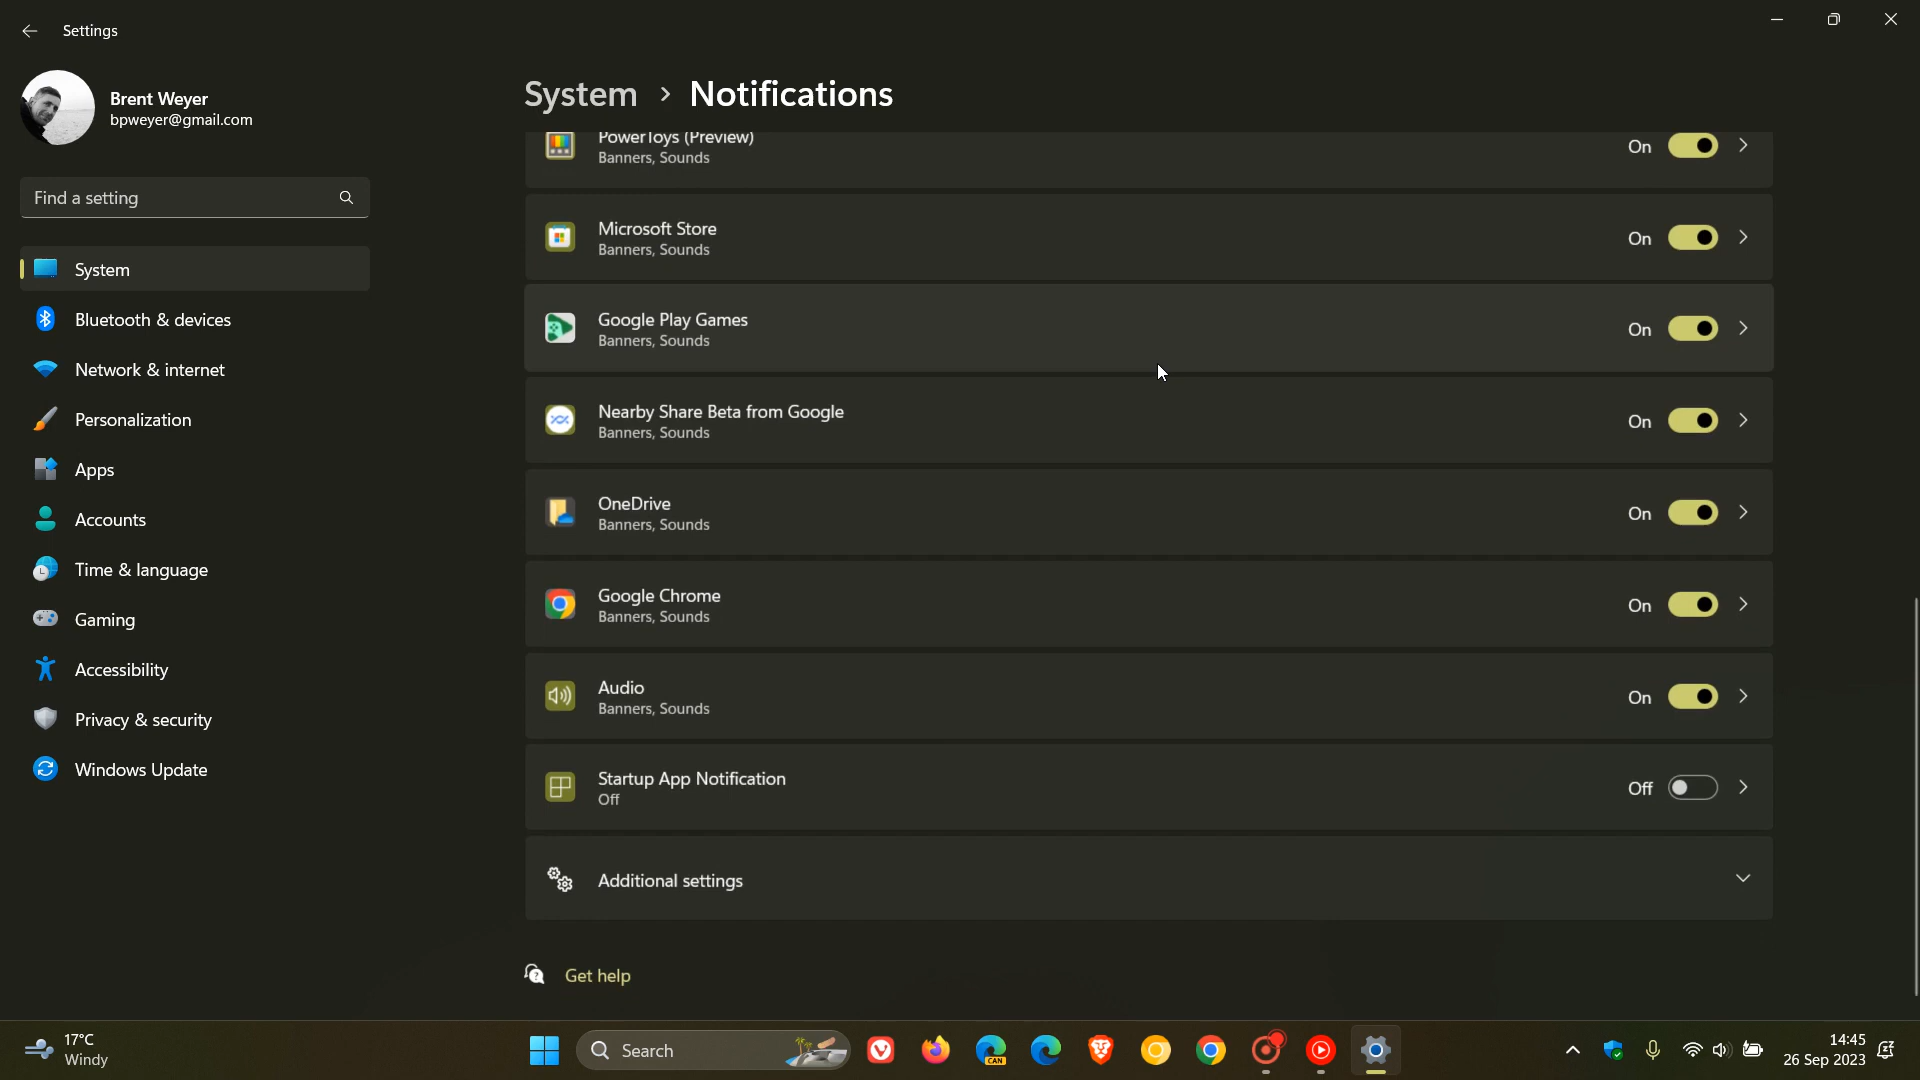 Settings
Brent Weyer
bpweyer@gmail.com
Find a setting
System
Bluetooth & devices
Network & internet
Personalization
Apps
Accounts
Time & language
Gaming
Accessibility
Privacy & security
Windows Update
System > Notifications
PowerToys (Preview)
Banners, Sounds
On
Microsoft Store
Banners, Sounds
On
Google Play Games
Banners, Sounds
On
Nearby Share Beta from Google
Banners, Sounds
On
OneDrive
Banners, Sounds
On
Google Chrome
Banners, Sounds
On
Audio
Banners, Sounds
On
Startup App Notification
Off
Off
Additional settings
Get help
17°C
Windy
Search
CAN
14:45
26 Sep 2023